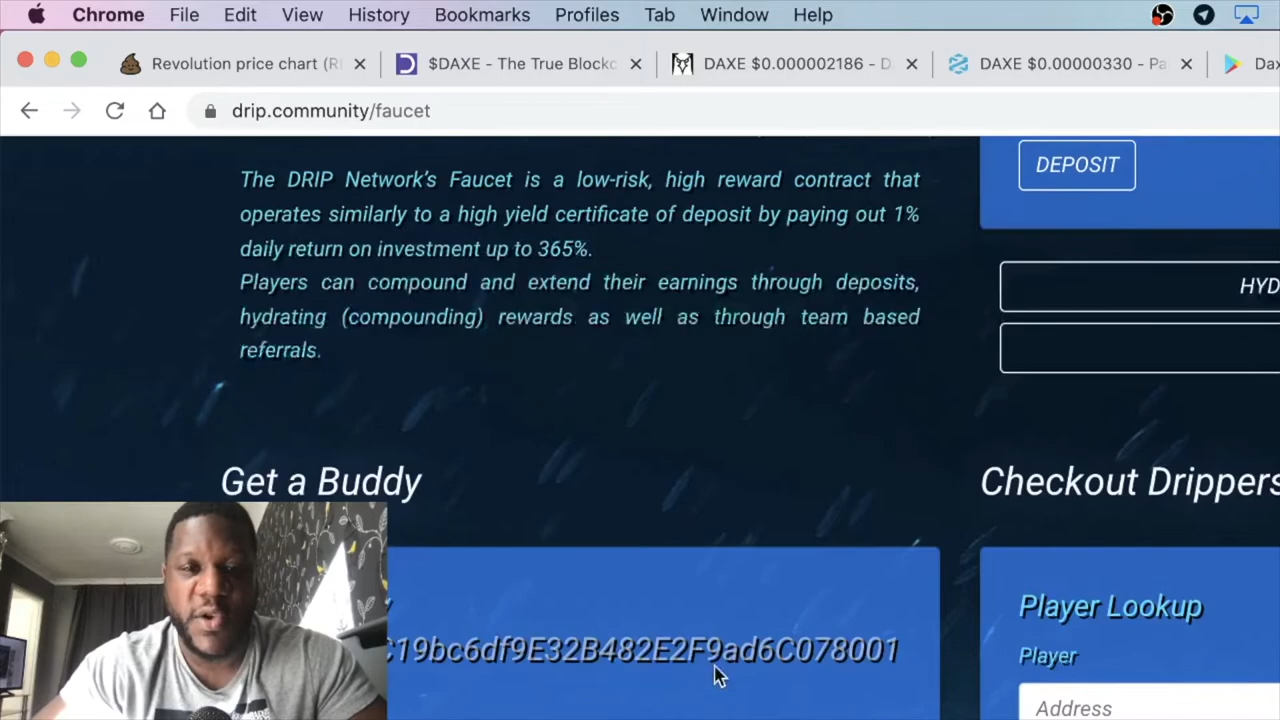 Chrome File Edit View History Bookmarks Profiles Tab Window Help
Revolution price chart (R
$DAXE - The True Blockc
DAXE $0.000002186 - D
DAXE $0.00000330 - Pa
Dax
drip.community/faucet
The DRIP Network's Faucet is a low-risk, high reward contract that
operates similarly to a high yield certificate of deposit by paying out 1%
daily return on investment up to 365%.
Players can compound and extend their earnings through deposits,
hydrating (compounding) rewards as well as through team based
referrals.
DEPOSIT
HYD
Get a Buddy
19bc6df9E32B482E2F9ad6C078001
Checkout Drippers
Player Lookup
Player
Address